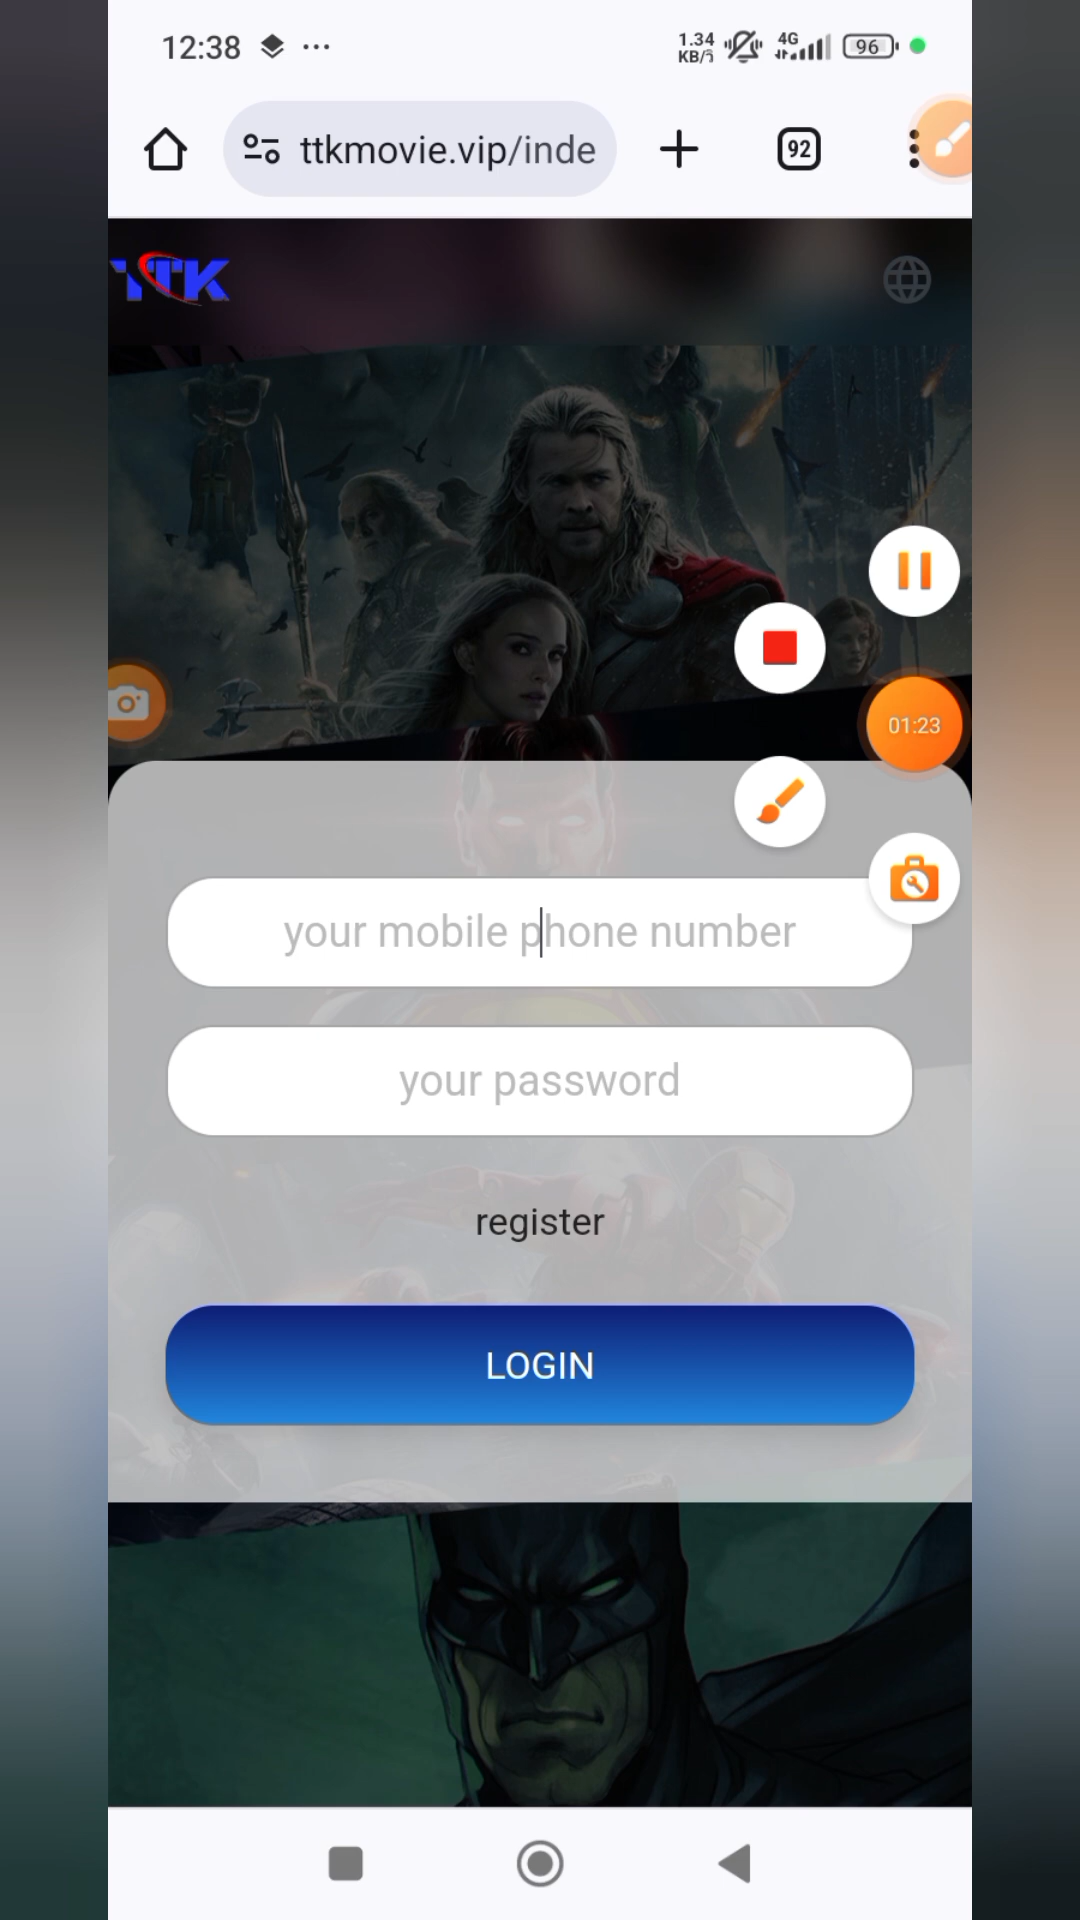 12:38
1.34
KB/วิ
4G
96
ttkmovie.vip/inde
92
TTK
01:23
your mobile phone number
your password
register
LOGIN